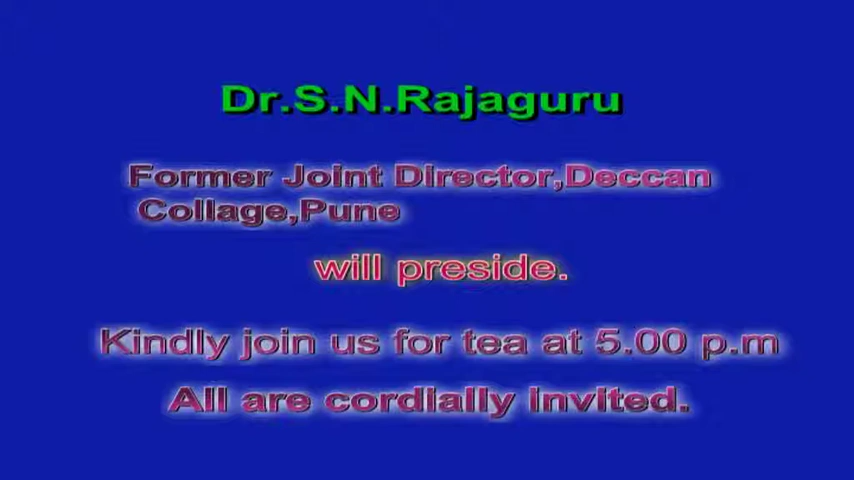 Dr.S.N.Rajaguru
Former Joint Director,Deccan
Collage,Pune
will preside.
Kindly join us for tea at 5.00 p.m
All are cordially invited.